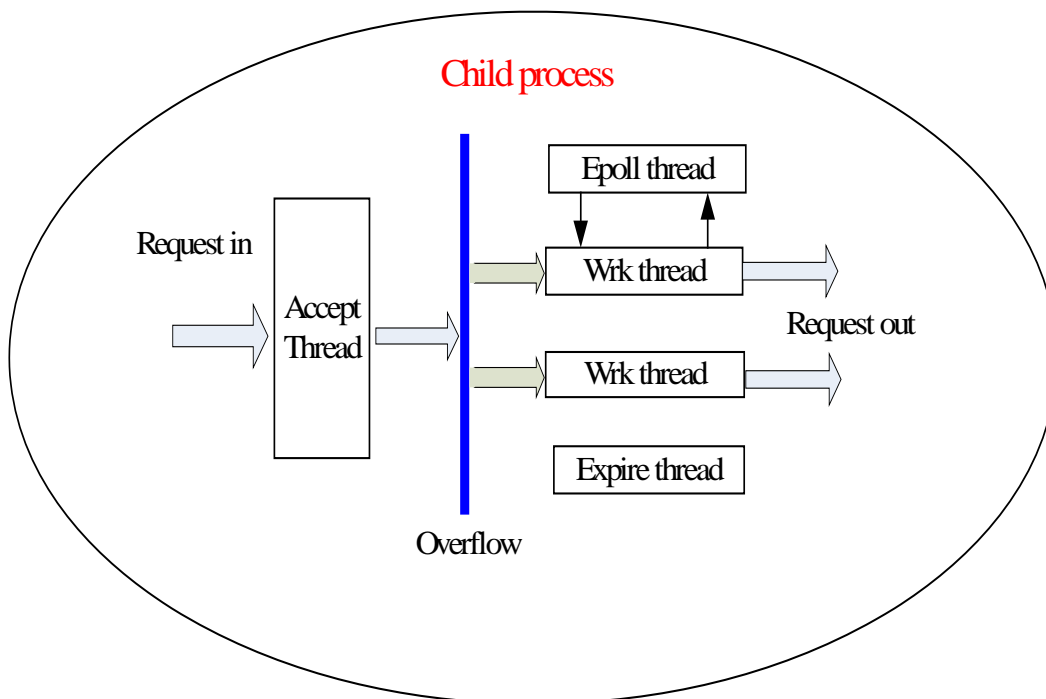 Child process
Epoll thread
Request in
Wrk thread
Accept
Thread
Request out
Wrk thread
Expire thread
Overflow